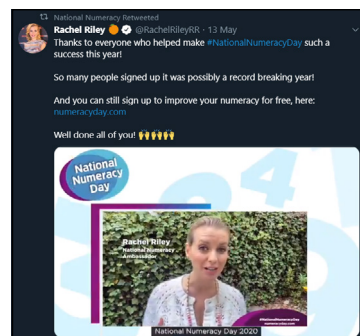 National Numeracy Retweeted
Rachel Riley @RachelRileyRR · 13 May
Thanks to everyone who helped make #NationalNumeracyDay such a
success this year!
So many people signed up it was possibly a record breaking year!
And you can still sign up to improve your numeracy for free, here:
numeracyday.com
Well done all of you!
National
Numeracy
Day
Rachel Riley
National Numeracy
Ambassador
#NationalNumeracyDay
numeracyday.com
National Numeracy Day 2020